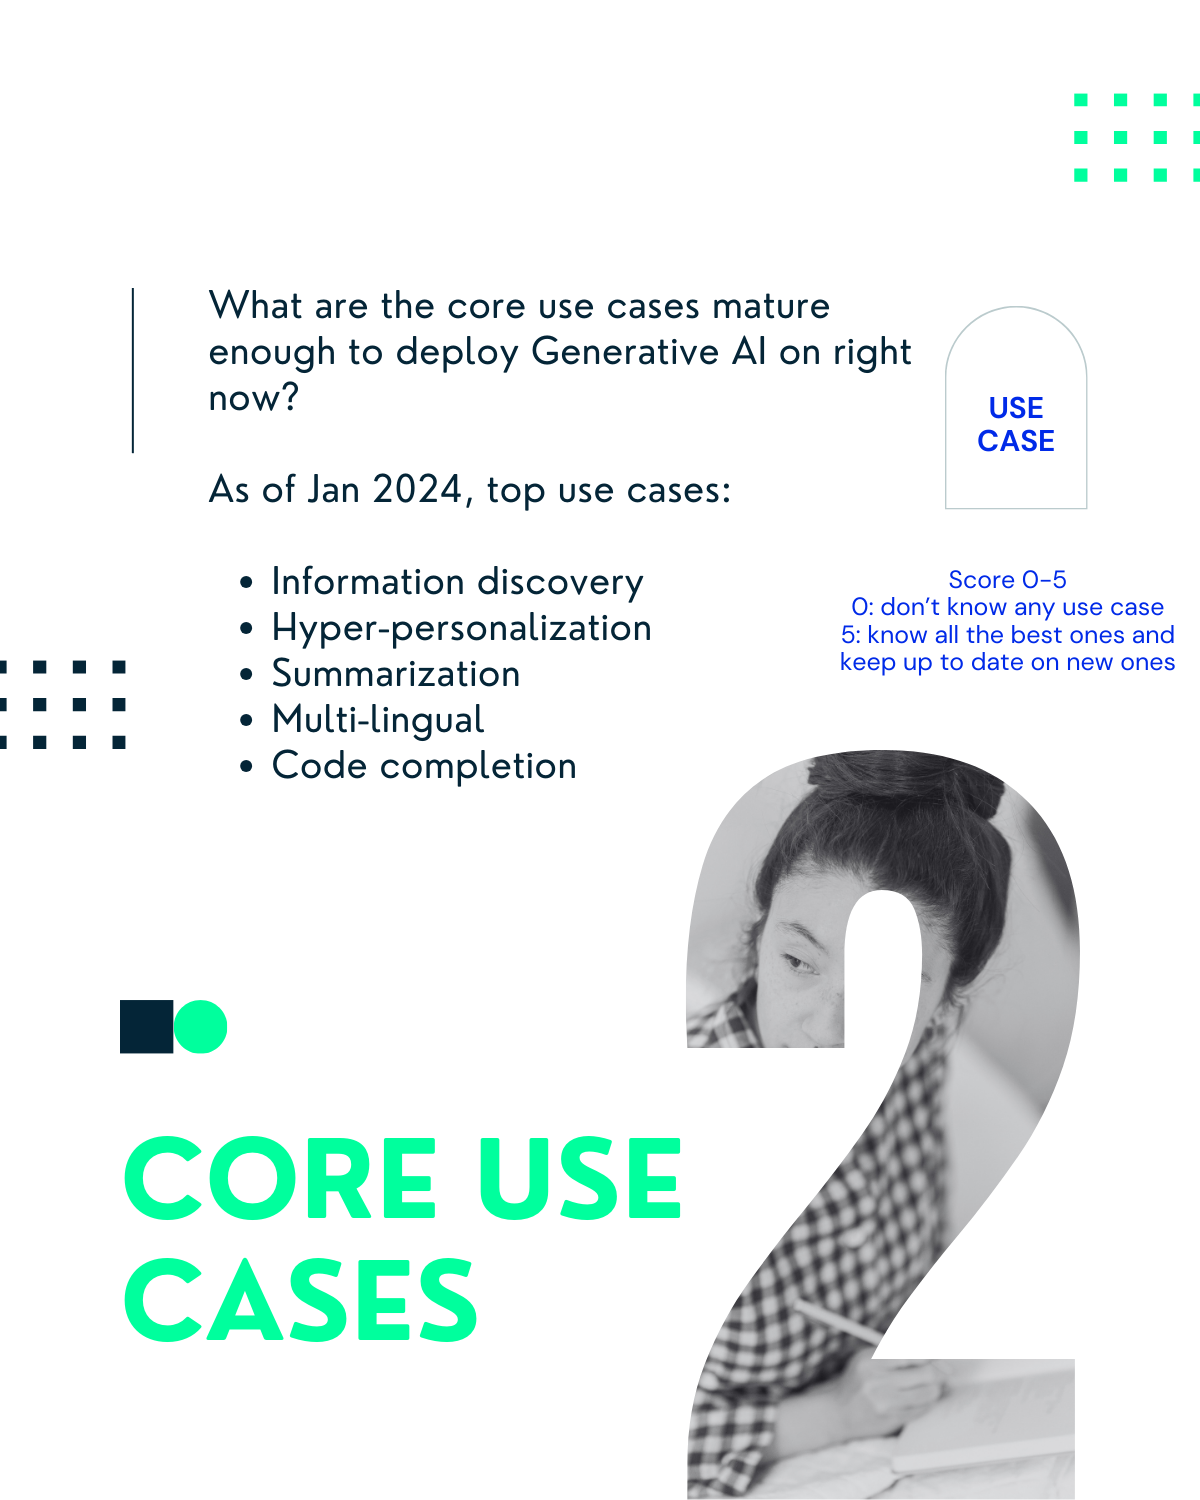 What are the core use cases mature
enough to deploy Generative AI on right
now?
As of Jan 2024, top use cases:
• Information discovery
• Hyper-personalization
• Summarization
• Multi-lingual
• Code completion
USE
CASE
Score 0-5
0: don't know any use case
5: know all the best ones and
keep up to date on new ones
CORE USE
CASES
2